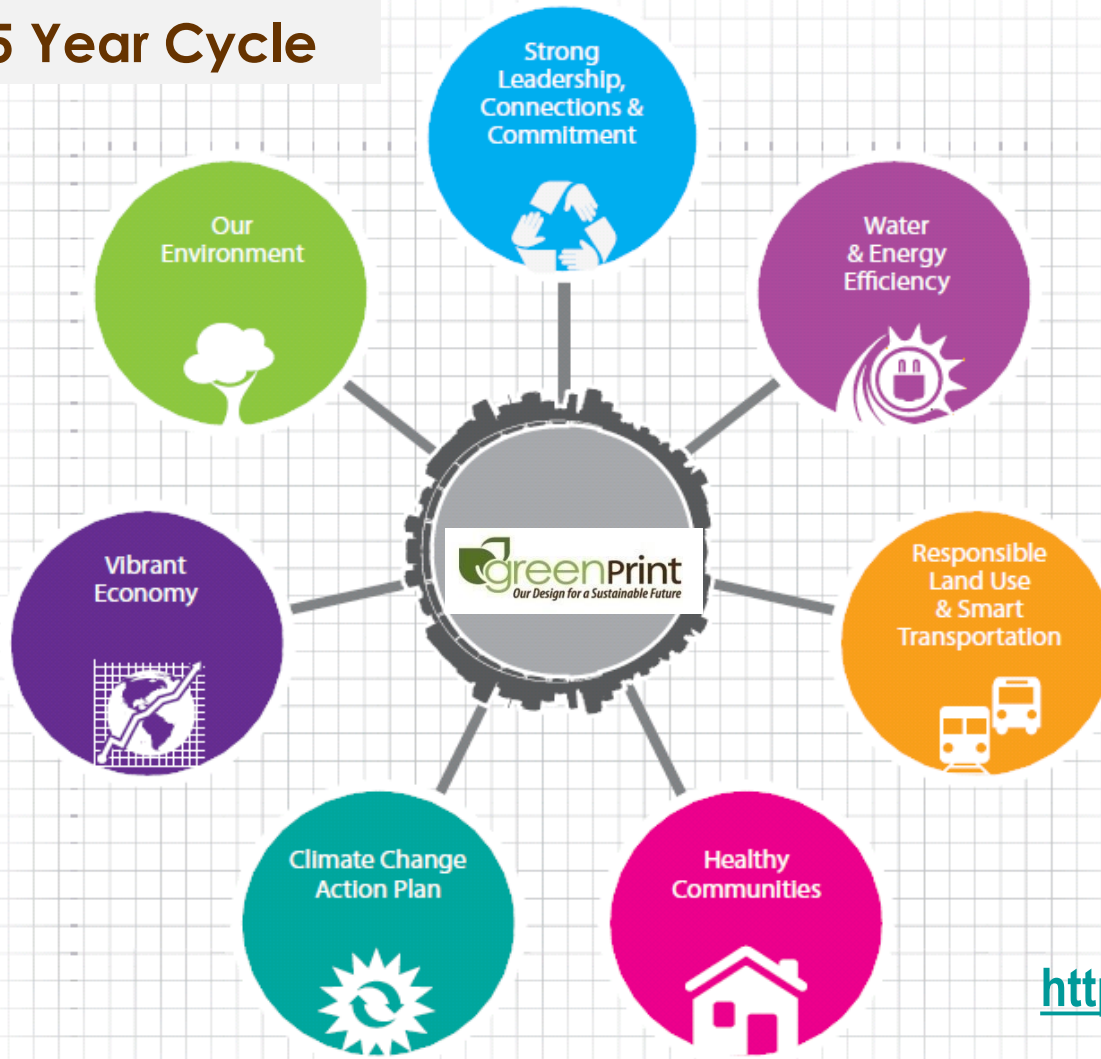 5 Year Cycle
Strong
Leadership,
Connections &
Commitment
Our
Environment
Water
& Energy
Efficiency
greenPrint
Our Design for a Sustainable Future
Vibrant
Economy
Responsible
Land Use
& Smart
Transportation
Climate Change
Action Plan
Healthy
Communities